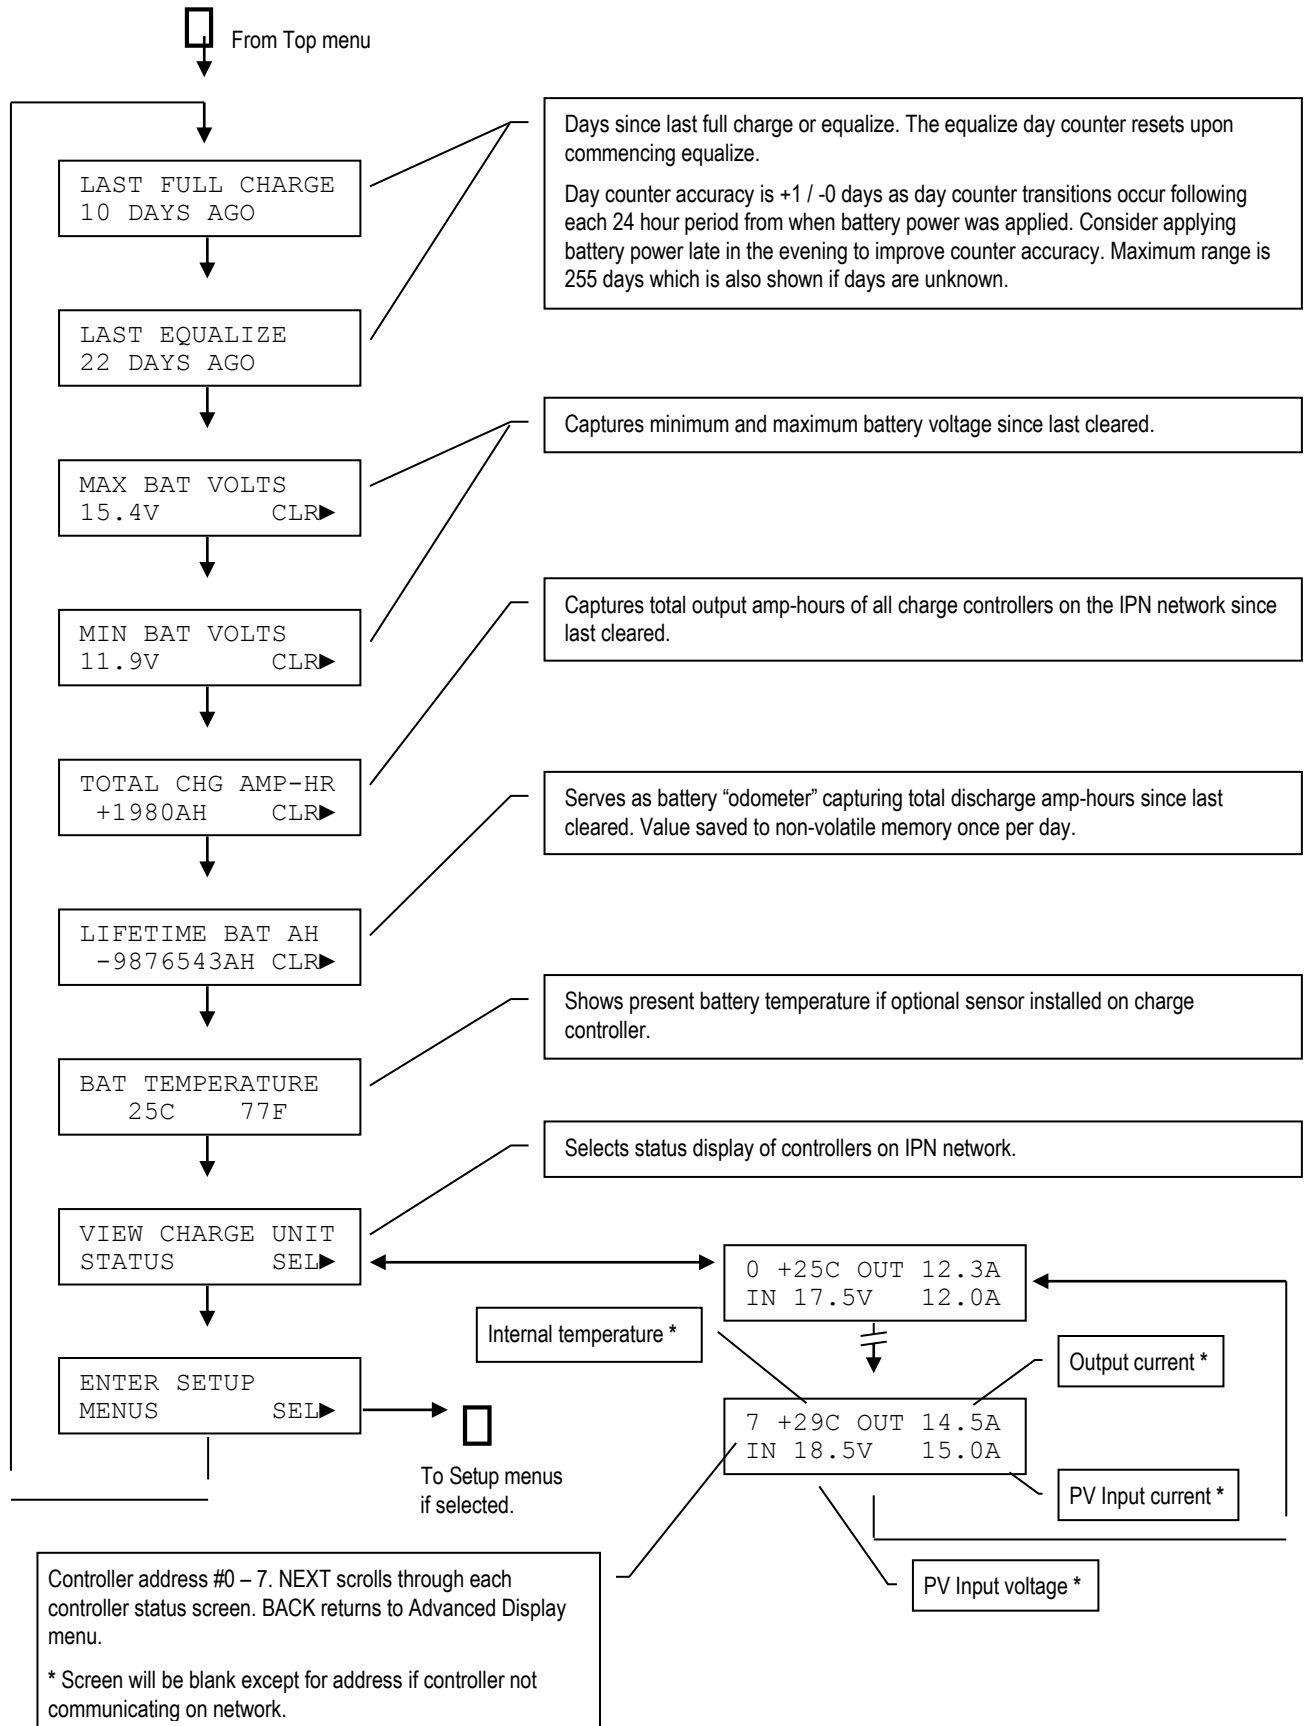 From Top menu
LAST FULL CHARGE
10 DAYS AGO
Days since last full charge or equalize. The equalize day counter resets upon
commencing equalize.
Day counter accuracy is +1 / -0 days as day counter transitions occur following
each 24 hour period from when battery power was applied. Consider applying
battery power late in the evening to improve counter accuracy. Maximum range is
255 days which is also shown if days are unknown.
LAST EQUALIZE
22 DAYS AGO
Captures minimum and maximum battery voltage since last cleared.
MAX BAT VOLTS
15.4V CLR►
MIN BAT VOLTS
11.9V CLR►
Captures total output amp-hours of all charge controllers on the IPN network since
last cleared.
TOTAL CHG AMP-HR
+1980AH CLR►
Serves as battery “odometer” capturing total discharge amp-hours since last
cleared. Value saved to non-volatile memory once per day.
LIFETIME BAT AH
-9876543AH CLR►
Shows present battery temperature if optional sensor installed on charge
controller.
BAT TEMPERATURE
25C 77F
Selects status display of controllers on IPN network.
VIEW CHARGE UNIT
STATUS SEL►
0 +25C OUT 12.3A
IN 17.5V 12.0A
Internal temperature *
Output current *
ENTER SETUP
MENUS SEL►
7 +29C OUT 14.5A
IN 18.5V 15.0A
To Setup menus
if selected.
PV Input current *
PV Input voltage *
Controller address #0 – 7. NEXT scrolls through each
controller status screen. BACK returns to Advanced Display
menu.
* Screen will be blank except for address if controller not
communicating on network.